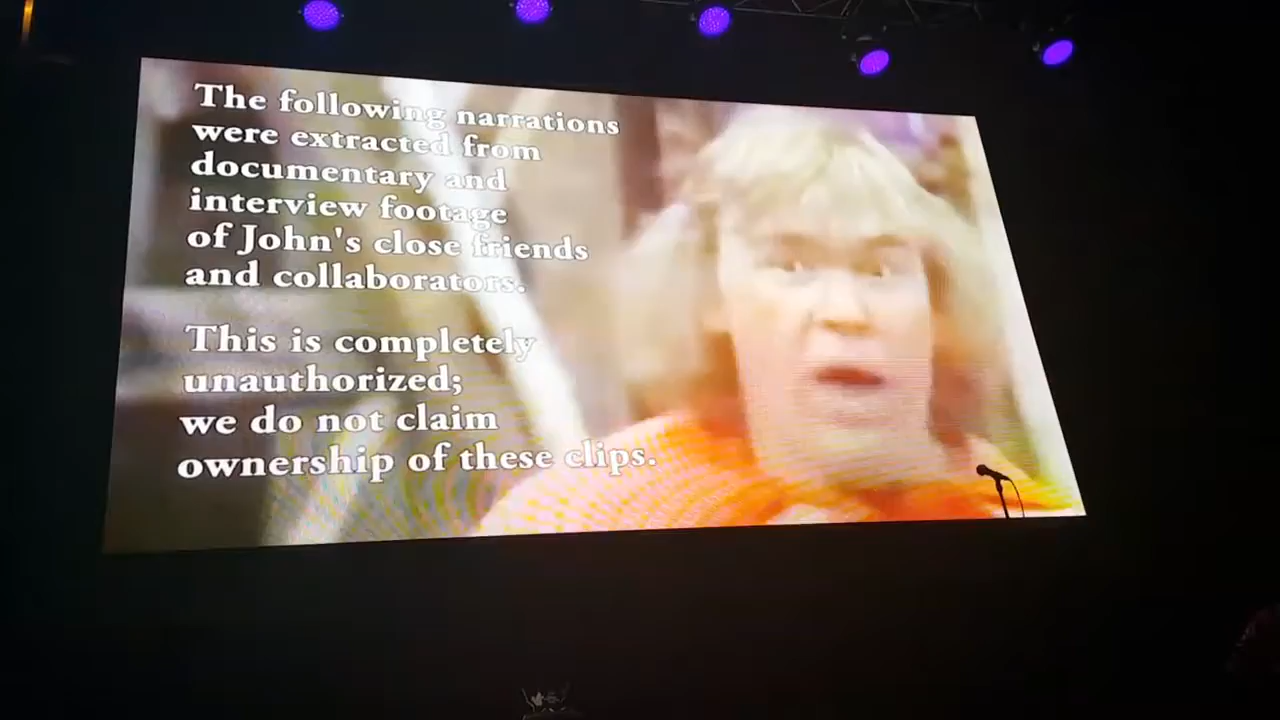 The following narrations
were extracted from
documentary and
interview footage
of John's close friends
and collaborators.
This is completely
unauthorized;
we do not claim
ownership of these clips.